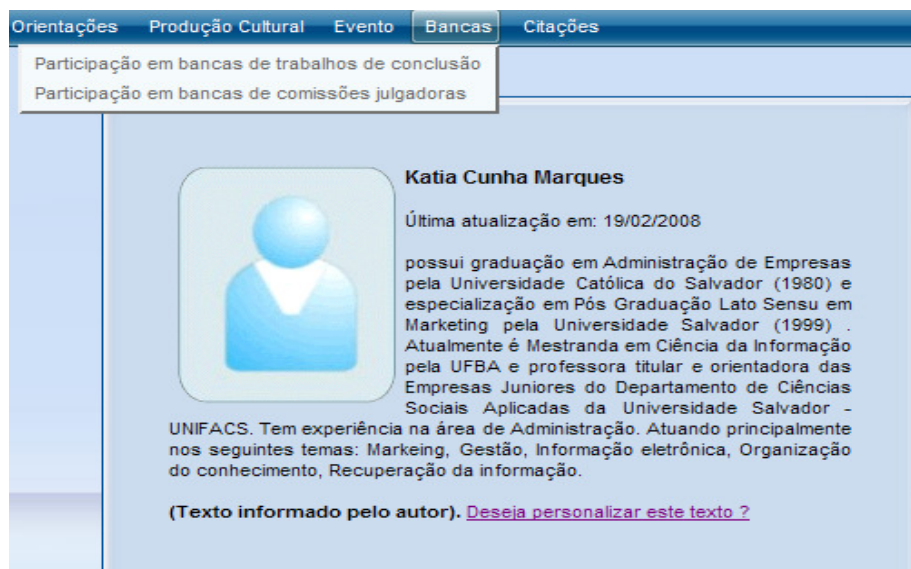 Orientações Produção Cultural Evento Bancas Citações
Participação em bancas de trabalhos de conclusão
Participação em bancas de comissões julgadoras
Katia Cunha Marques
Última atualização em: 19/02/2008
possui graduação em Administração de Empresas
pela Universidade Católica do Salvador (1980) e
especialização em Pós Graduação Lato Sensu em
Marketing pela Universidade Salvador (1999) .
Atualmente é Mestranda em Ciência da Informação
pela UFBA e professora titular e orientadora das
Empresas Juniores do Departamento de Ciências
Sociais Aplicadas da Universidade Salvador -
UNIFACS. Tem experiência na área de Administração. Atuando principalmente
nos seguintes temas: Markeing, Gestão, Informação eletrônica, Organização
do conhecimento, Recuperação da informação.
(Texto informado pelo autor). Deseja personalizar este texto ?